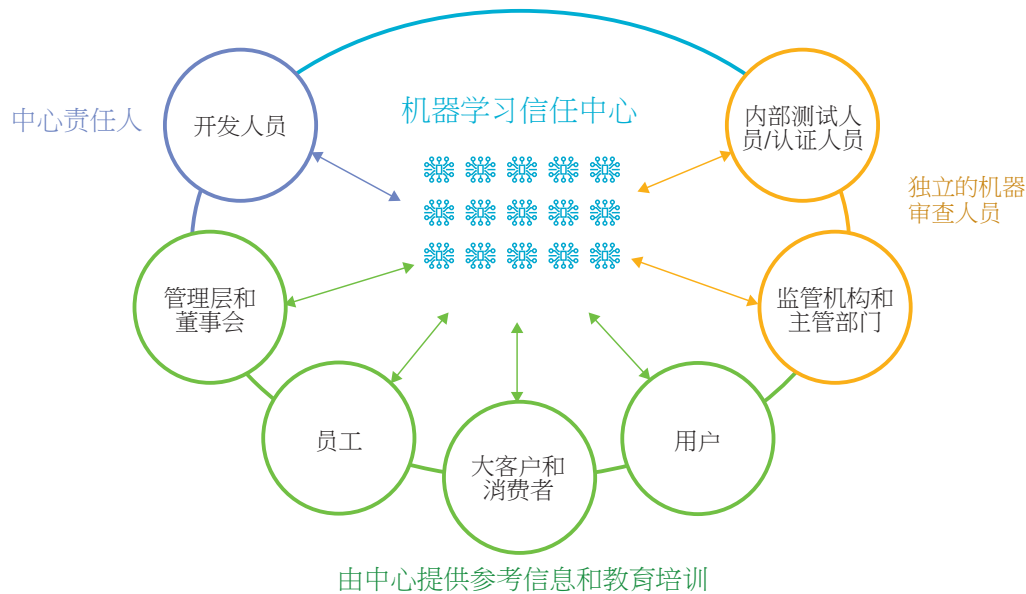 中心责任人
开发人员
机器学习信任中心
内部测试人
员/认证人员
独立的机器
审查人员
管理层和
董事会
监管机构和
主管部门
员工
大客户和
消费者
用户
由中心提供参考信息和教育培训